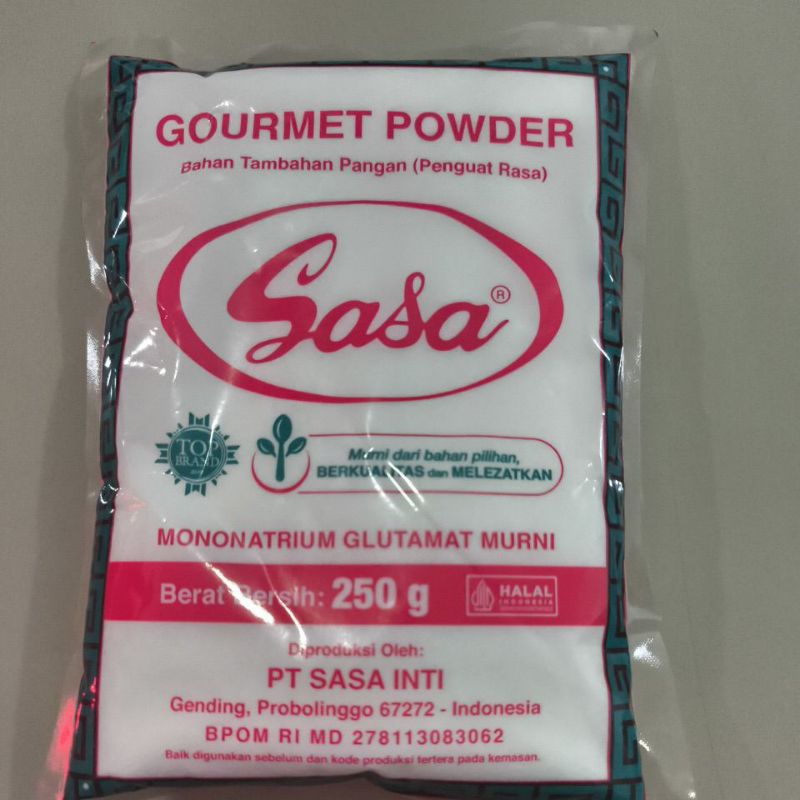 GOURMET POWDER
Bahan Tambahan Pangan (Penguat Rasa)
Sasa®
TOP
BRAND
Murni dari bahan pilihan,
BERKUALITAS dan MELEZATKAN
MONONATRIUM GLUTAMAT MURNI
Berat Bersih: 250 g
HALAL
INDONESIA
Diproduksi Oleh:
PT SASA INTI
Gending, Probolinggo 67272 - Indonesia
BPOM RI MD 278113083062
Baik digunakan sebelum dan kode produksi tertera pada kemasan.